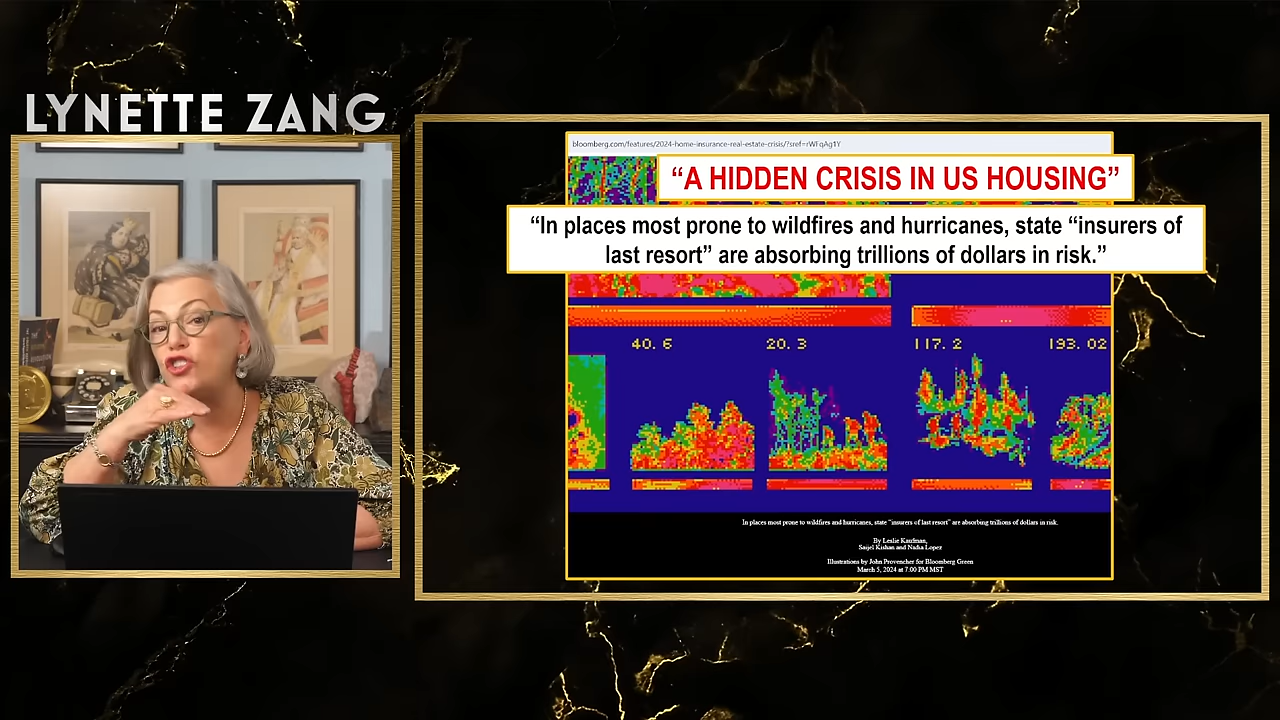 LYNETTE ZANG
bloomberg.com/features/2024-home-insurance-real-estate-crisis/?sref=rWFqAg1Y
“A HIDDEN CRISIS IN US HOUSING”
“In places most prone to wildfires and hurricanes, state “insurers of
last resort” are absorbing trillions of dollars in risk.”
40.6 20.3 117.2 193.02
In places most prone to wildfires and hurricanes, state “insurers of last resort” are absorbing trillions of dollars in risk.
By Leslie Kaufman,
Saijel Kishan and Nadia Lopez
Illustrations by John Provencher for Bloomberg Green
March 5, 2024 at 7:00 PM MST